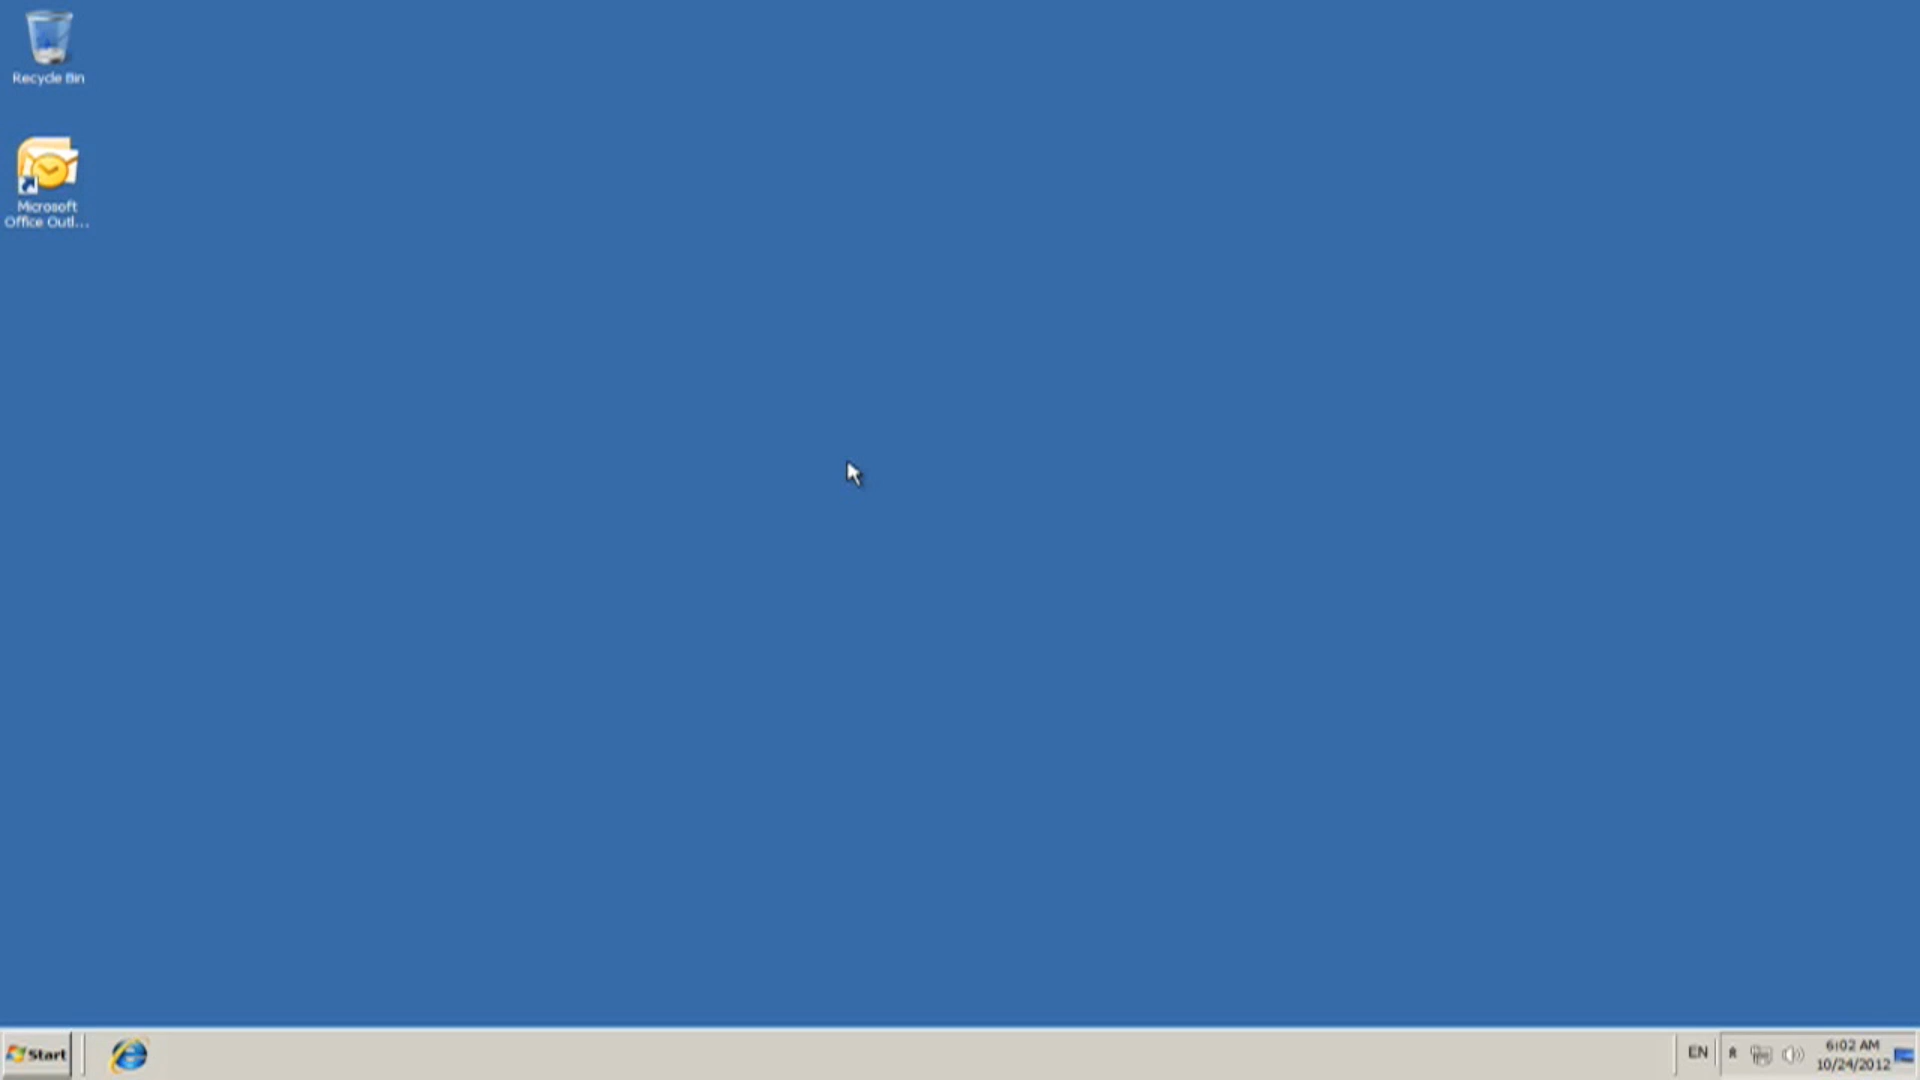 Recycle Bin
Microsoft
Office Outl...
Start
EN
6:02 AM
10/24/2012